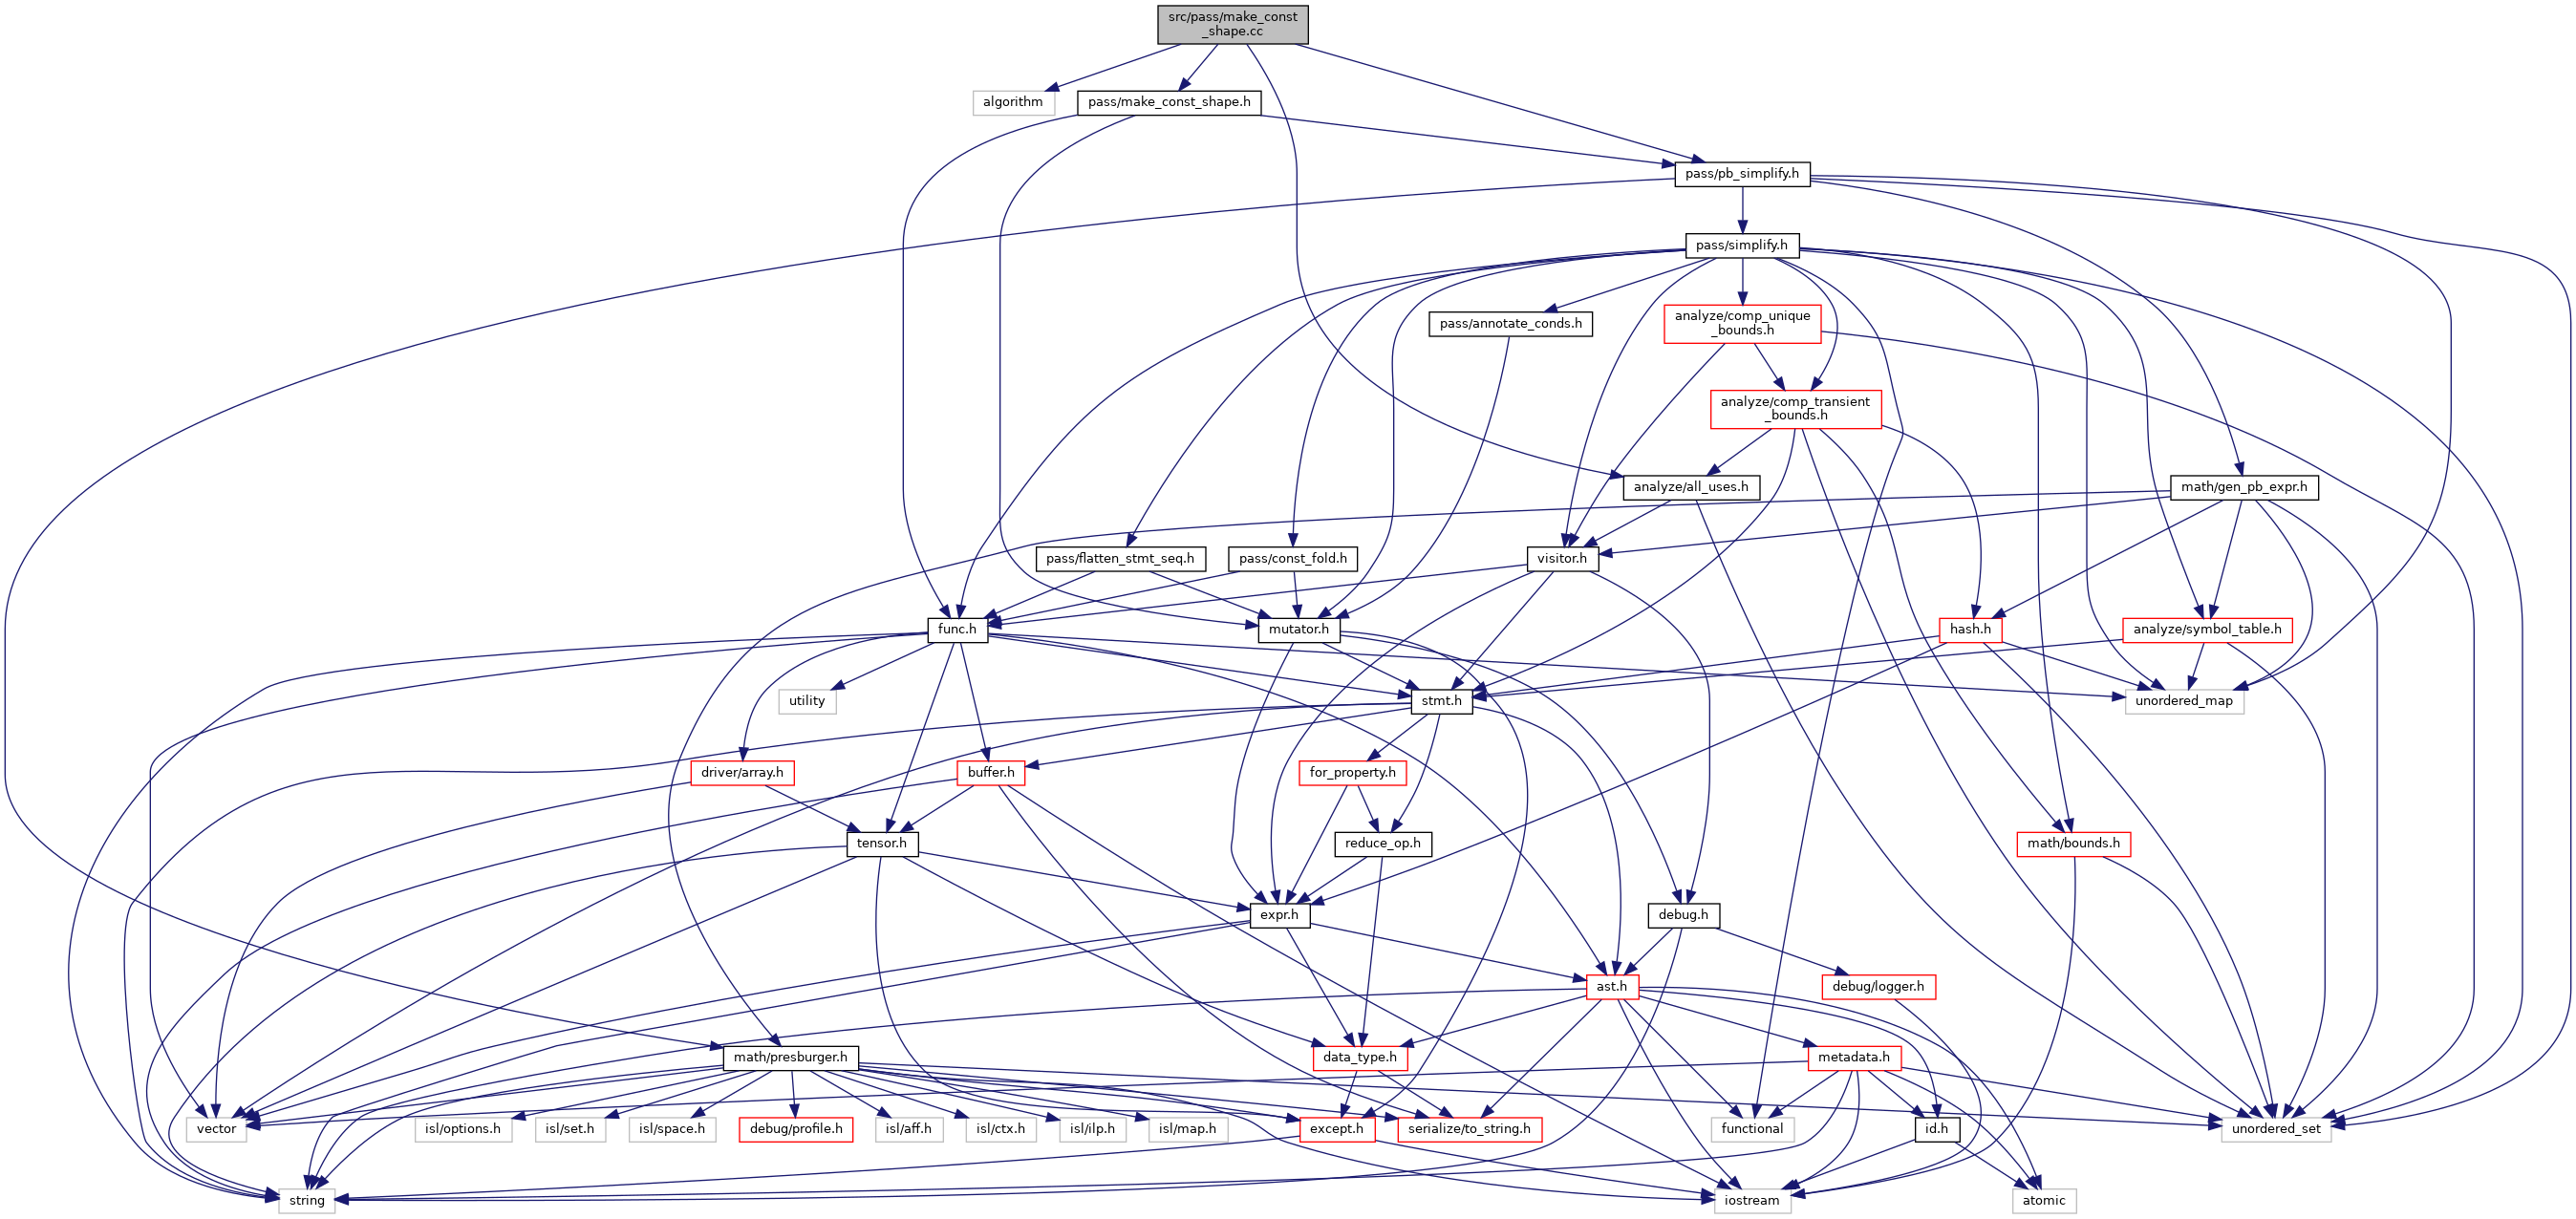 src/pass/make_const
_shape.cc
algorithm
pass/make_const_shape.h
pass/pb_simplify.h
pass/simplify.h
pass/annotate_conds.h
analyze/comp_unique
_bounds.h
analyze/comp_transient
_bounds.h
analyze/all_uses.h
math/gen_pb_expr.h
pass/flatten_stmt_seq.h
pass/const_fold.h
visitor.h
func.h
mutator.h
hash.h
analyze/symbol_table.h
utility
stmt.h
unordered_map
driver/array.h
buffer.h
for_property.h
tensor.h
reduce_op.h
math/bounds.h
expr.h
debug.h
ast.h
debug/logger.h
math/presburger.h
data_type.h
metadata.h
vector
isl/options.h
isl/set.h
isl/space.h
debug/profile.h
isl/aff.h
isl/ctx.h
isl/ilp.h
isl/map.h
except.h
serialize/to_string.h
functional
id.h
unordered_set
string
iostream
atomic